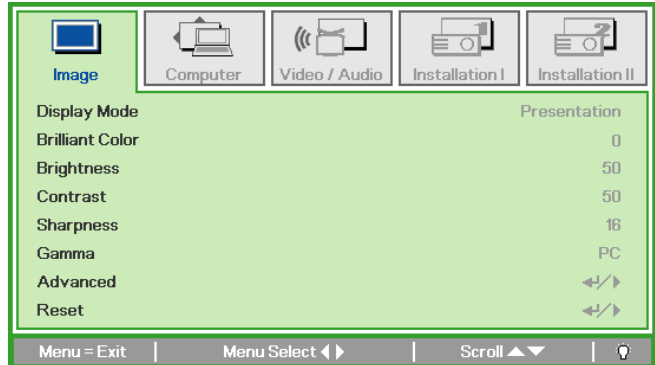 Image Computer Video / Audio Installation I Installation II
Display Mode Presentation
Brilliant Color 0
Brightness 50
Contrast 50
Sharpness 16
Gamma PC
Advanced
Reset
Menu = Exit Menu Select Scroll